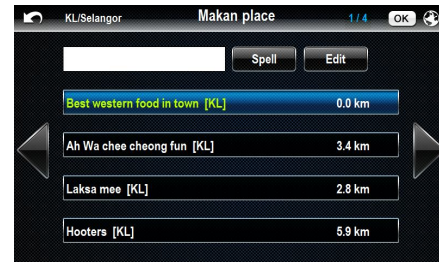 KL/Selangor Makan place 1/4 OK
Spell Edit
Best western food in town [KL] 0.0 km
Ah Wa chee cheong fun [KL] 3.4 km
Laksa mee [KL] 2.8 km
Hooters [KL] 5.9 km